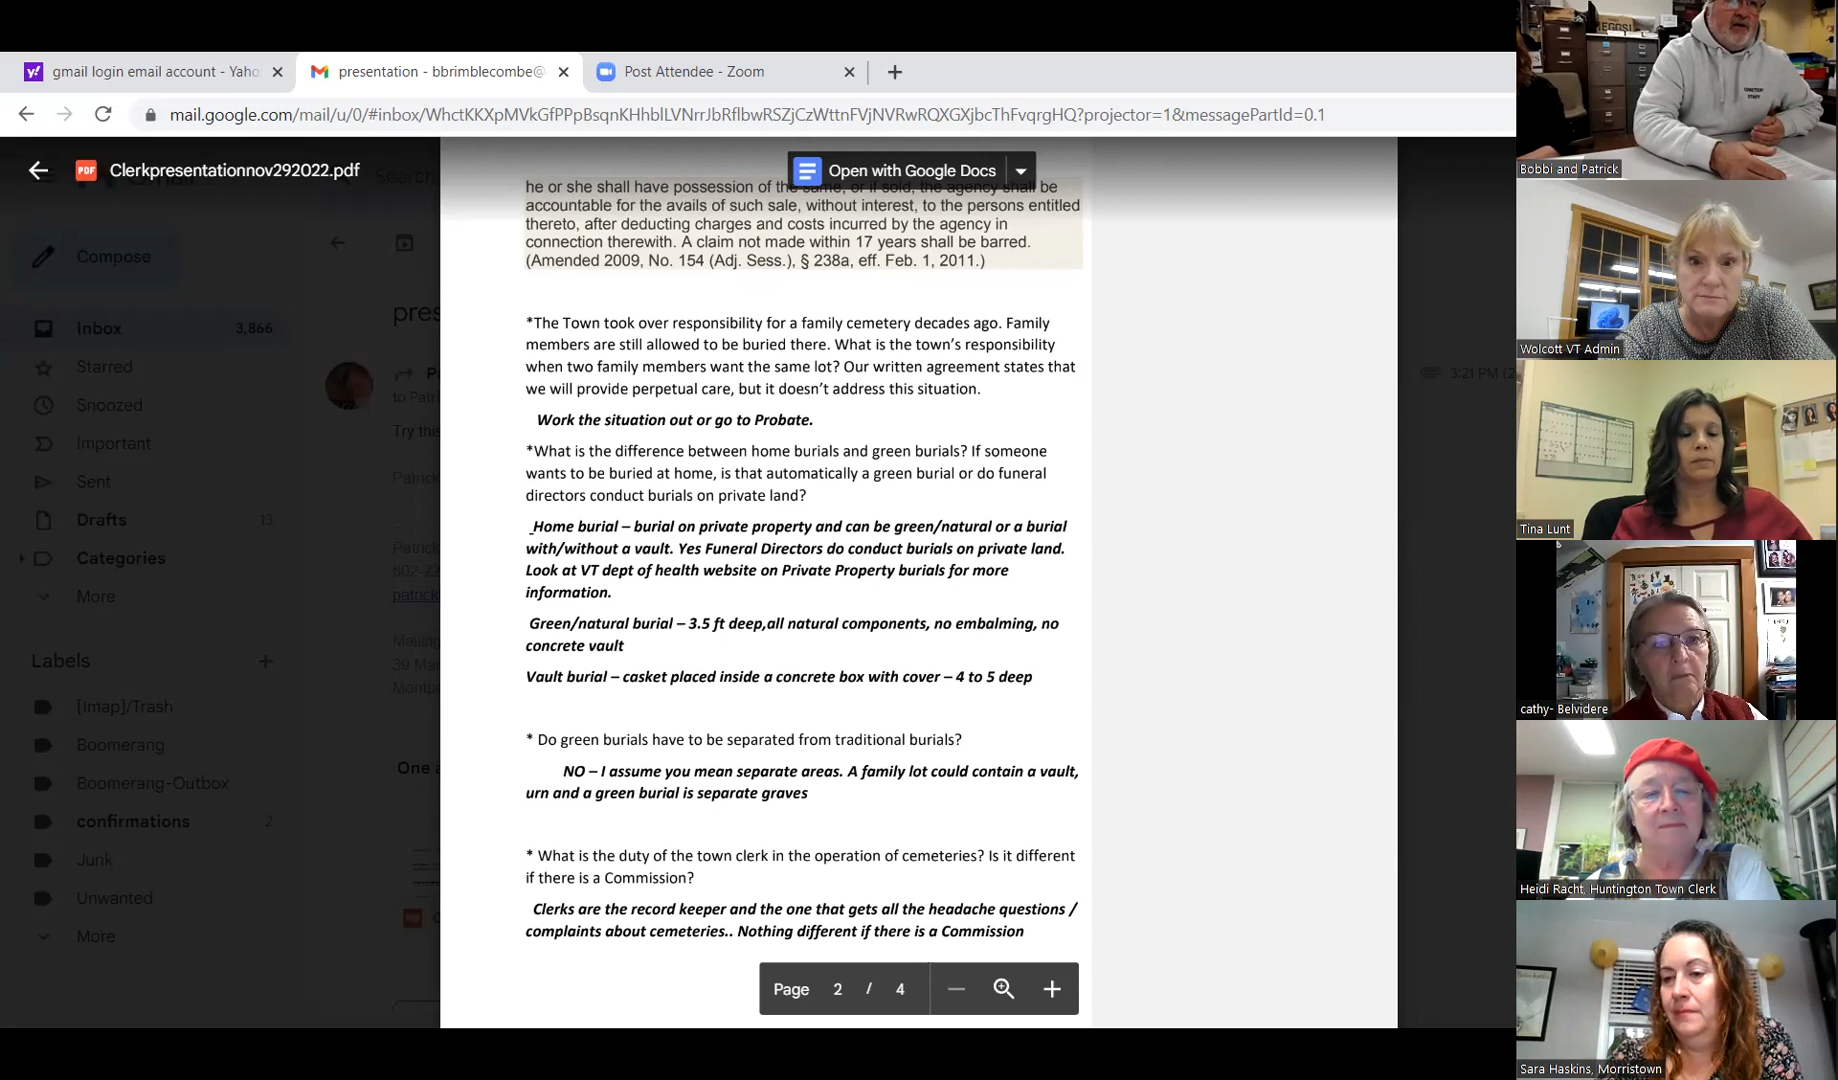 gmail login email account - Yaho
presentation - bbrimblecombe@
Post Attendee - Zoom
mail.google.com/mail/u/0/#inbox/WhctKKXpMVkGfPPpBsqnKHhblLVNrrJbRflbwRSZjCzWttnFVjNVRwRQXGXjbcThFvqrgHQ?projector=1&messagePartId=0.1
PDF
Clerkpresentationnov292022.pdf
Open with Google Docs
Compose
Inbox 3,866
Starred
Snoozed
Important
Sent
Drafts 13
Categories
More
Labels
[Imap]/Trash
Boomerang
Boomerang-Outbox
confirmations 2
Junk
Unwanted
More
he or she shall have possession of the same, or if sold, the agency shall be
accountable for the avails of such sale, without interest, to the persons entitled
thereto, after deducting charges and costs incurred by the agency in
connection therewith. A claim not made within 17 years shall be barred.
(Amended 2009, No. 154 (Adj. Sess.), § 238a, eff. Feb. 1, 2011.)
*The Town took over responsibility for a family cemetery decades ago. Family
members are still allowed to be buried there. What is the town's responsibility
when two family members want the same lot? Our written agreement states that
we will provide perpetual care, but it doesn't address this situation.
Work the situation out or go to Probate.
*What is the difference between home burials and green burials? If someone
wants to be buried at home, is that automatically a green burial or do funeral
directors conduct burials on private land?
Home burial – burial on private property and can be green/natural or a burial
with/without a vault. Yes Funeral Directors do conduct burials on private land.
Look at VT dept of health website on Private Property burials for more
information.
Green/natural burial – 3.5 ft deep,all natural components, no embalming, no
concrete vault
Vault burial – casket placed inside a concrete box with cover – 4 to 5 deep
* Do green burials have to be separated from traditional burials?
NO – I assume you mean separate areas. A family lot could contain a vault,
urn and a green burial is separate graves
* What is the duty of the town clerk in the operation of cemeteries? Is it different
if there is a Commission?
Clerks are the record keeper and the one that gets all the headache questions /
complaints about cemeteries.. Nothing different if there is a Commission
Page 2 / 4
Bobbi and Patrick
Wolcott VT Admin
Tina Lunt
cathy- Belvidere
Heidi Racht, Huntington Town Clerk
Sara Haskins, Morristown